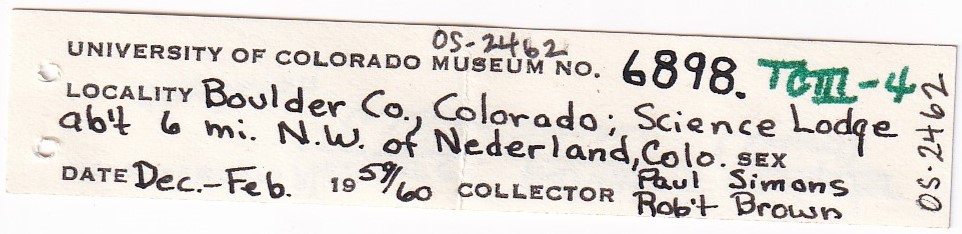 OS-2462
UNIVERSITY OF COLORADO MUSEUM NO. 6898. TCIII-4
LOCALITY Boulder Co., Colorado; Science Lodge
ab't 6 mi. N.W. of Nederland, Colo. SEX
DATE Dec.-Feb. 1959/60 COLLECTOR Paul Simons
Rob't Brown
OS-2462